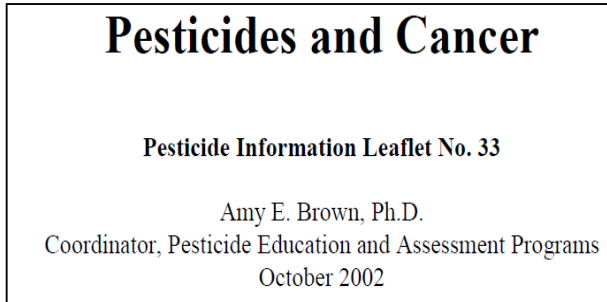 Pesticides and Cancer
Pesticide Information Leaflet No. 33
Amy E. Brown, Ph.D.
Coordinator, Pesticide Education and Assessment Programs
October 2002